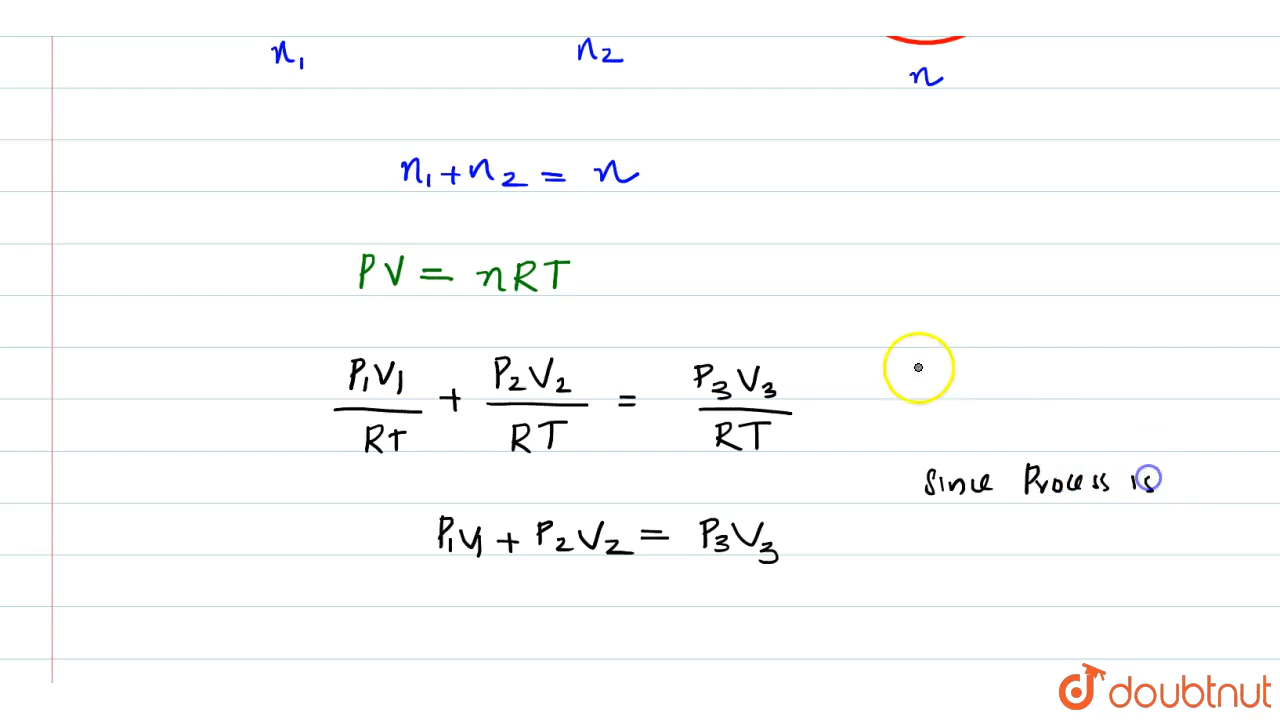 n₁ n₂ n
n₁ + n₂ = n
PV = nRT
P₁V₁/Rt + P₂V₂/RT = P₃V₃/RT
Since Process is
P₁V₁ + P₂V₂ = P₃V₃
doubtnut